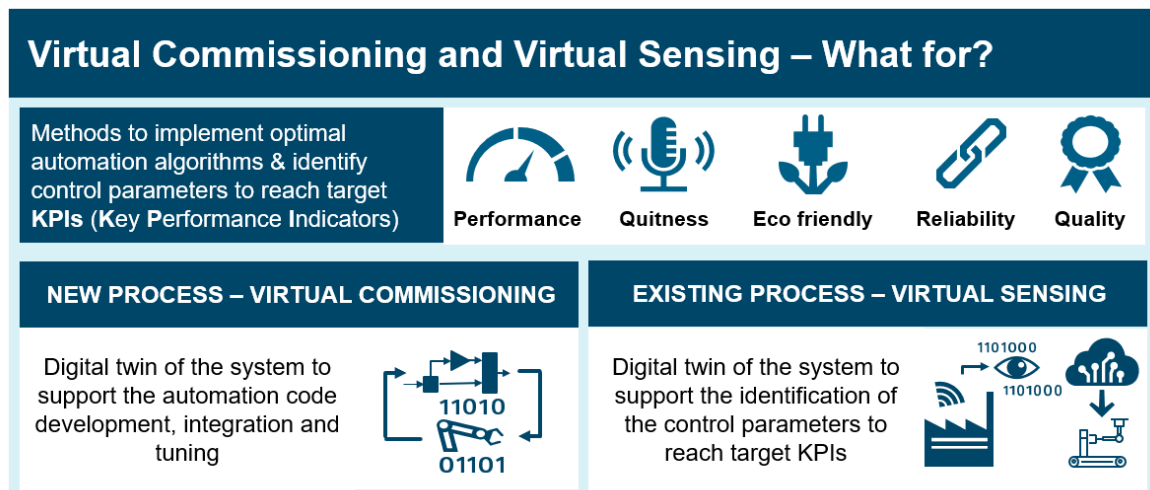 Virtual Commissioning and Virtual Sensing – What for?
Methods to implement optimal
automation algorithms & identify
control parameters to reach target
KPIs (Key Performance Indicators)
Performance
Quitness
Eco friendly
Reliability
Quality
NEW PROCESS – VIRTUAL COMMISSIONING
Digital twin of the system to
support the automation code
development, integration and
tuning
11010
01101
EXISTING PROCESS – VIRTUAL SENSING
Digital twin of the system to
support the identification of
the control parameters to
reach target KPIs
1101000
1101000